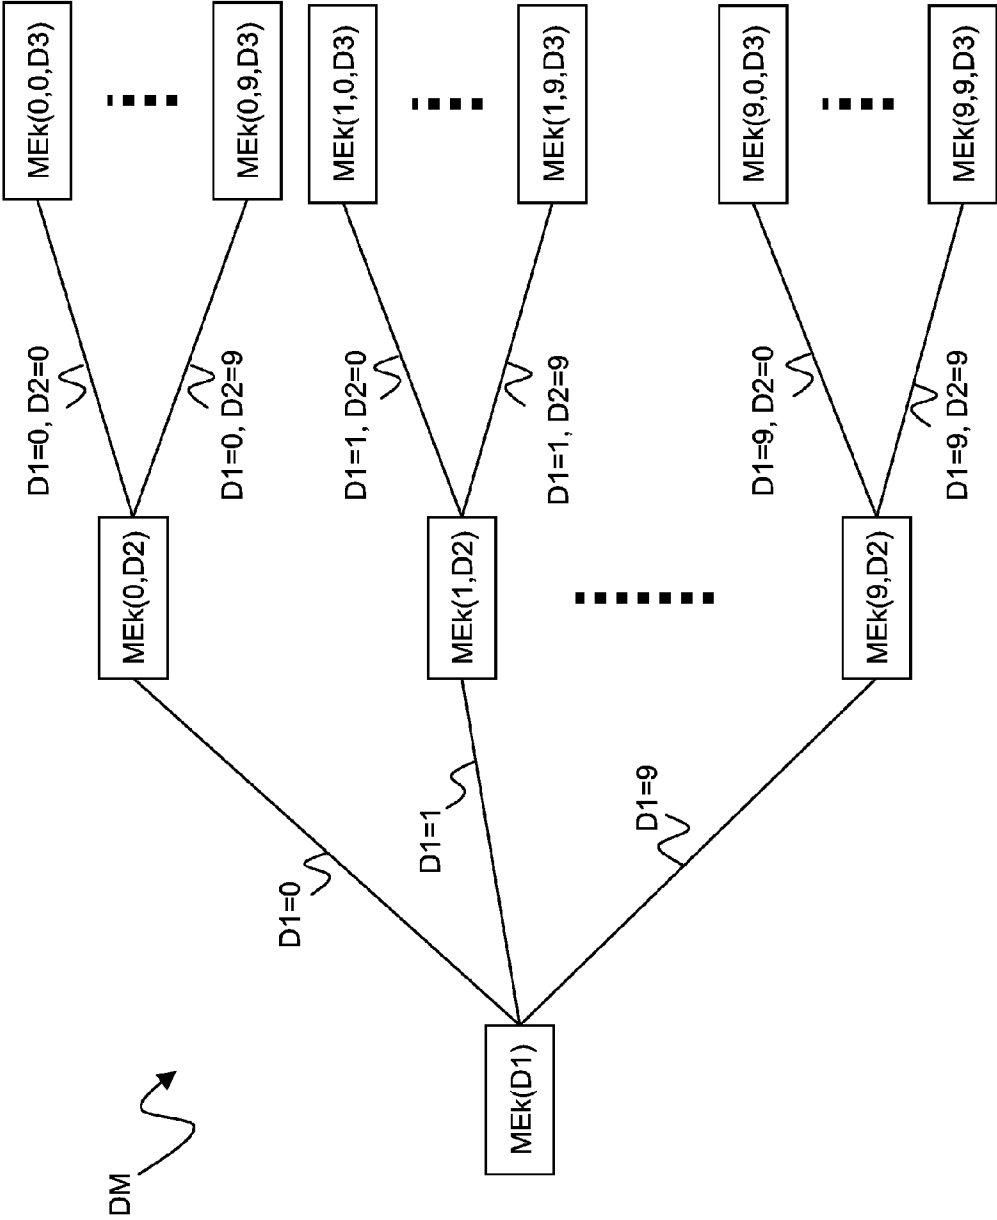 DM
MEk(D1)
D1=0
D1=1
D1=9
MEk(0,D2)
MEk(1,D2)
MEk(9,D2)
D1=0, D2=0
D1=0, D2=9
D1=1, D2=0
D1=1, D2=9
D1=9, D2=0
D1=9, D2=9
MEk(0,0,D3)
MEk(0,9,D3)
MEk(1,0,D3)
MEk(1,9,D3)
MEk(9,0,D3)
MEk(9,9,D3)